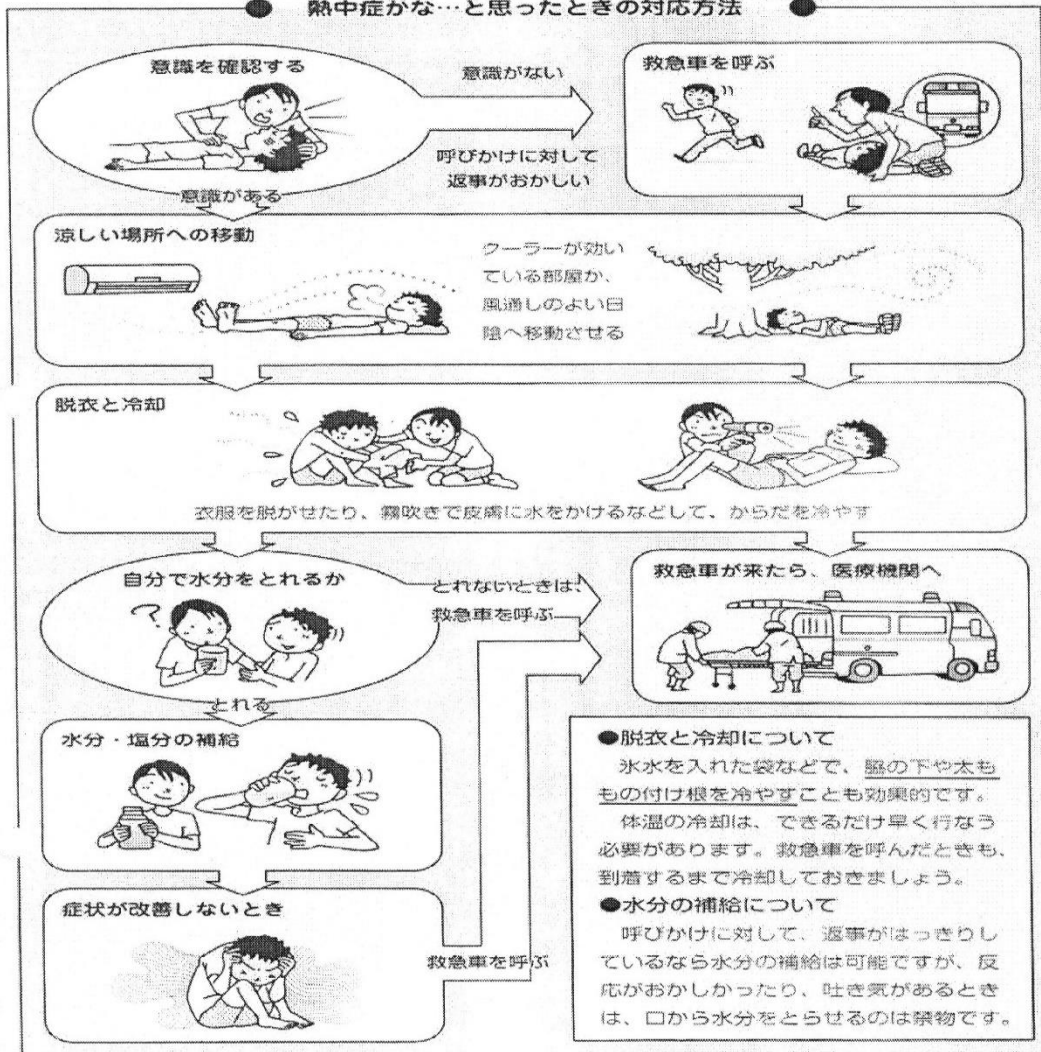 熱中症かな…と思ったときの対応方法
意識を確認する
意識がない
呼びかけに対して
返事がおかしい
救急車を呼ぶ
意識がある
涼しい場所への移動
クーラーが効い
ている部屋か、
風通しのよい日
陰へ移動させる
脱衣と冷却
衣服を脱がせたり、霧吹きで皮膚に水をかけるなどして、からだを冷やす
自分で水分をとれるか
とれないときは、
救急車を呼ぶ
救急車が来たら、医療機関へ
とれる
水分・塩分の補給
症状が改善しないとき
救急車を呼ぶ
●脱衣と冷却について
氷水を入れた袋などで、脇の下や太も
もの付け根を冷やすことも効果的です。
体温の冷却は、できるだけ早く行なう
必要があります。救急車を呼んだときも、
到着するまで冷却しておきましょう。
●水分の補給について
呼びかけに対して、返事がはっきりし
ているなら水分の補給は可能ですが、反
応がおかしかったり、吐き気があるとき
は、口から水分をとらせるのは禁物です。